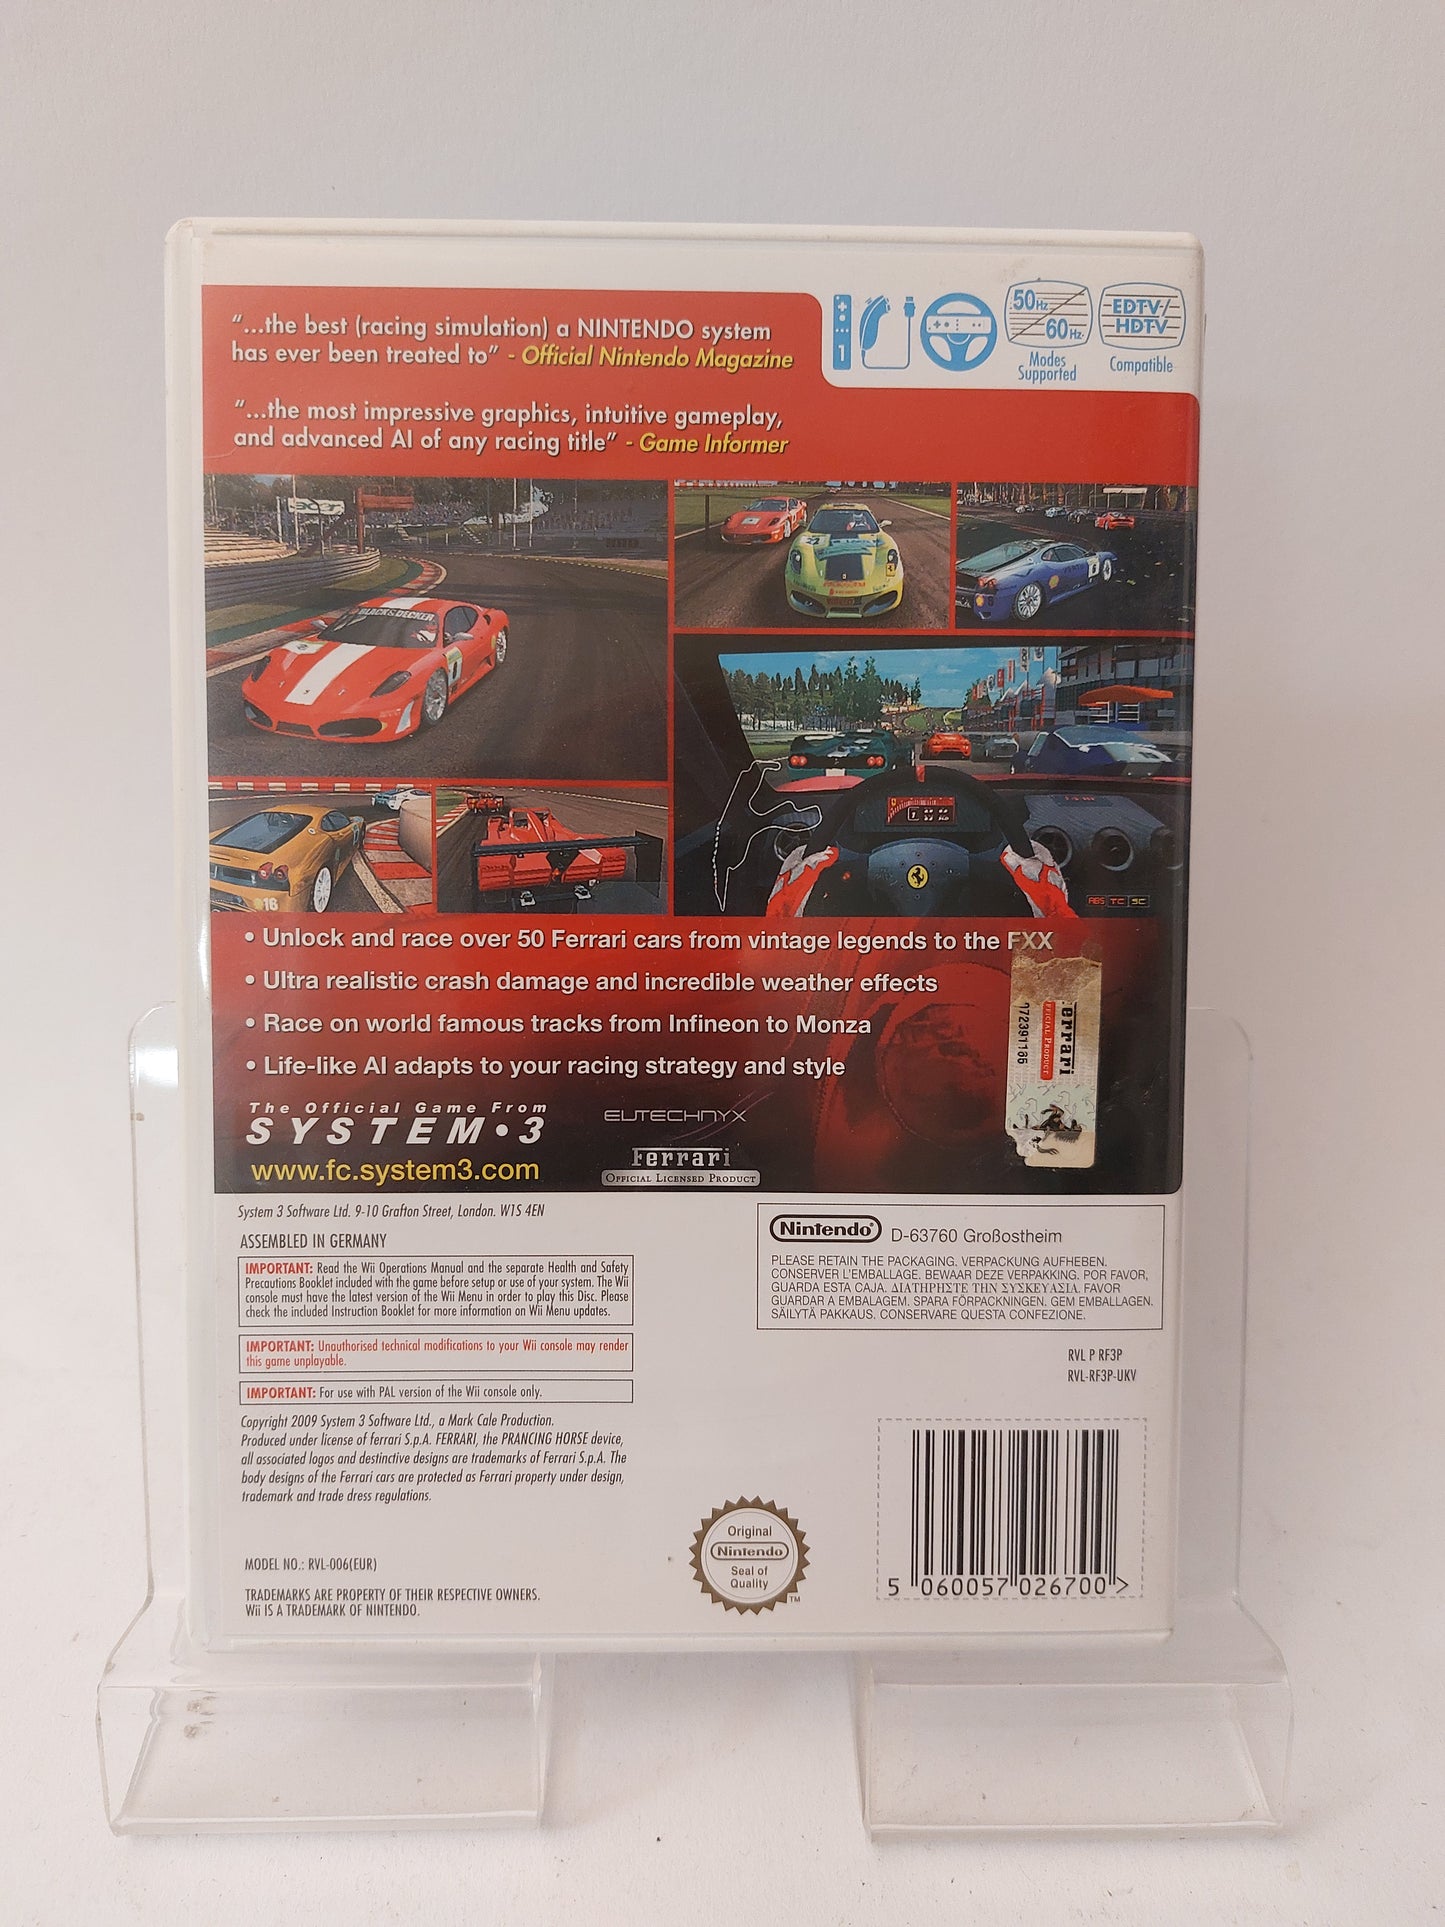 "...the best (racing simulation) a NINTENDO system
has ever been treated to" - Official Nintendo Magazine
"...the most impressive graphics, intuitive gameplay,
and advanced AI of any racing title" - Game Informer
1
50Hz
60Hz
Modes
Supported
EDTV/
HDTV
Compatible
acer
BLACK&DECKER
16
ABS TC SC
• Unlock and race over 50 Ferrari cars from vintage legends to the FXX
• Ultra realistic crash damage and incredible weather effects
• Race on world famous tracks from Infineon to Monza
• Life-like AI adapts to your racing strategy and style
172391185
The Official Game From
SYSTEM•3
www.fc.system3.com
EUTECHNYX
Ferrari
OFFICIAL LICENSED PRODUCT
System 3 Software Ltd. 9-10 Grafton Street, London. W1S 4EN
ASSEMBLED IN GERMANY
IMPORTANT: Read the Wii Operations Manual and the separate Health and Safety
Precautions Booklet included with the game before setup or use of your system. The Wii
console must have the latest version of the Wii Menu in order to play this Disc. Please
check the included Instruction Booklet for more information on Wii Menu updates.
IMPORTANT: Unauthorised technical modifications to your Wii console may render
this game unplayable.
IMPORTANT: For use with PAL version of the Wii console only.
Copyright 2009 System 3 Software Ltd., a Mark Cale Production.
Produced under license of ferrari S.p.A. FERRARI, the PRANCING HORSE device,
all associated logos and destinctive designs are trademarks of Ferrari S.p.A. The
body designs of the Ferrari cars are protected as Ferrari property under design,
trademark and trade dress regulations.
MODEL NO.: RVL-006(EUR)
TRADEMARKS ARE PROPERTY OF THEIR RESPECTIVE OWNERS.
Wii IS A TRADEMARK OF NINTENDO.
Nintendo® D-63760 Großostheim
PLEASE RETAIN THE PACKAGING. VERPACKUNG AUFHEBEN.
CONSERVER L'EMBALLAGE. BEWAAR DEZE VERPAKKING. POR FAVOR,
GUARDA ESTA CAJA. ΔΙΑΤΗΡΗΣΤΕ ΤΗΝ ΣΥΣΚΕΥΑΣΙΑ. FAVOR
GUARDAR A EMBALAGEM. SPARA FÖRPACKNINGEN. GEM EMBALLAGEN.
SÄILYTÄ PAKKAUS. CONSERVARE QUESTA CONFEZIONE.
RVL P RF3P
RVL-RF3P-UKV
Original
Nintendo
Seal of
Quality
TM
5 060057 026700 >